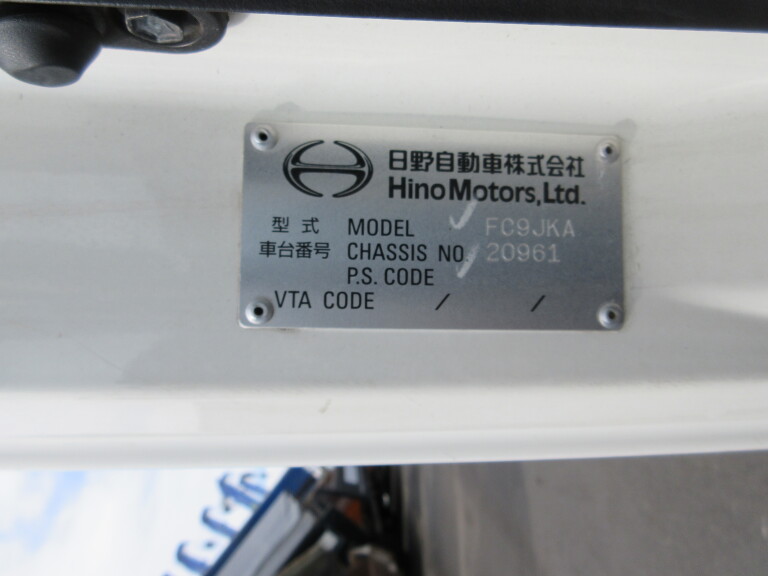 日野自動車株式会社
Hino Motors, Ltd.
型式 MODEL FC9JKA
車台番号 CHASSIS NO. 20961
P.S. CODE
VTA CODE / /